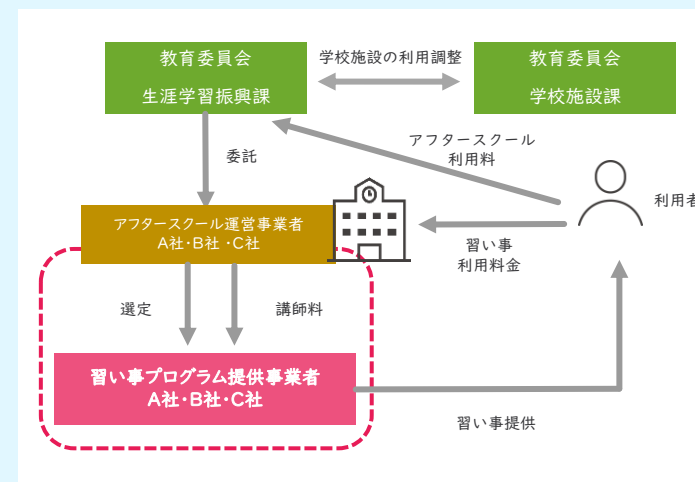 教育委員会
生涯学習振興課
学校施設の利用調整
教育委員会
学校施設課
アフタースクール
利用料
委託
利用者
アフタースクール運営事業者
A社・B社・C社
習い事
利用料金
選定
講師料
習い事プログラム提供事業者
A社・B社・C社
習い事提供